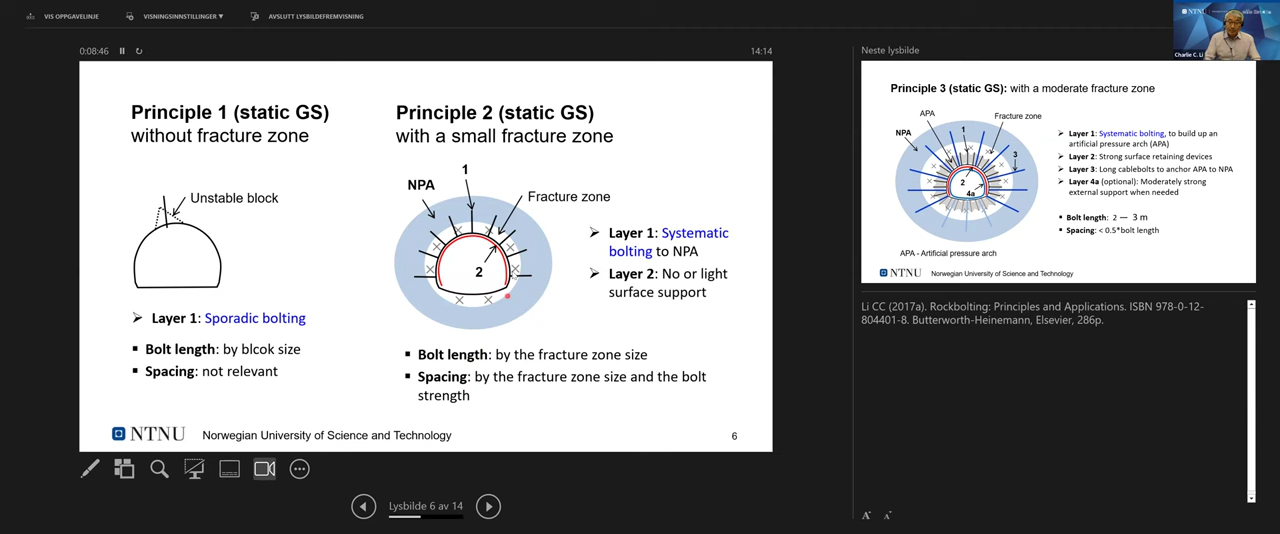 VIS OPPGAVELINJE
VISNINGSINNSTILLINGER ▼
AVSLUTT LYSBILDEFREMVISNING
0:08:46
14:14
Principle 1 (static GS)
without fracture zone
Unstable block
➢ Layer 1: Sporadic bolting
▪ Bolt length: by blcok size
▪ Spacing: not relevant
Principle 2 (static GS)
with a small fracture zone
1
NPA
Fracture zone
2
➢ Layer 1: Systematic
bolting to NPA
➢ Layer 2: No or light
surface support
▪ Bolt length: by the fracture zone size
▪ Spacing: by the fracture zone size and the bolt
strength
NTNU
Norwegian University of Science and Technology
6
Lysbilde 6 av 14
Neste lysbilde
Principle 3 (static GS): with a moderate fracture zone
APA
Fracture zone
NPA
1
3
2
4a
➢ Layer 1: Systematic bolting, to build up an
artificial pressure arch (APA)
➢ Layer 2: Strong surface retaining devices
➢ Layer 3: Long cablebolts to anchor APA to NPA
➢ Layer 4a (optional): Moderately strong
external support when needed
▪ Bolt length: 2 — 3 m
▪ Spacing: < 0.5*bolt length
APA - Artificial pressure arch
NTNU
Norwegian University of Science and Technology
Li CC (2017a). Rockbolting: Principles and Applications. ISBN 978-0-12-
804401-8. Butterworth-Heinemann, Elsevier, 286p.
A A
NTNU
Charlie C. Li